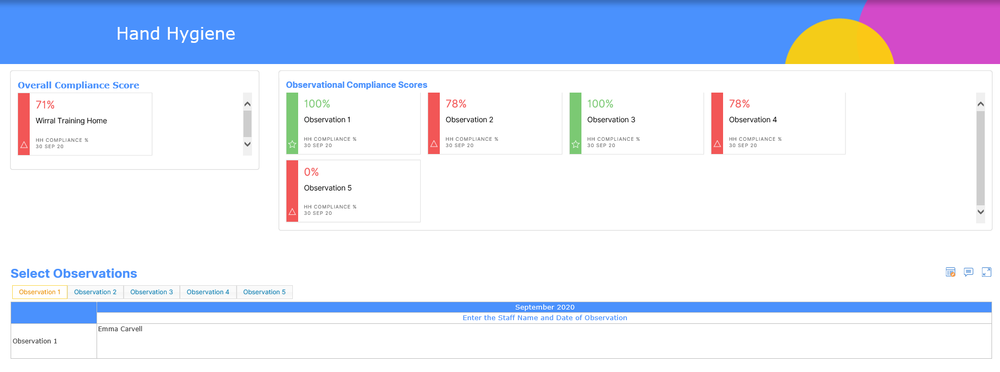 Hand Hygiene
Overall Compliance Score
71%
Wirral Training Home
HH COMPLIANCE %
30 SEP 20
Observational Compliance Scores
100%
Observation 1
HH COMPLIANCE %
30 SEP 20
78%
Observation 2
HH COMPLIANCE %
30 SEP 20
100%
Observation 3
HH COMPLIANCE %
30 SEP 20
78%
Observation 4
HH COMPLIANCE %
30 SEP 20
0%
Observation 5
HH COMPLIANCE %
30 SEP 20
Select Observations
Observation 1 Observation 2 Observation 3 Observation 4 Observation 5
September 2020
Enter the Staff Name and Date of Observation
Emma Carvell
Observation 1